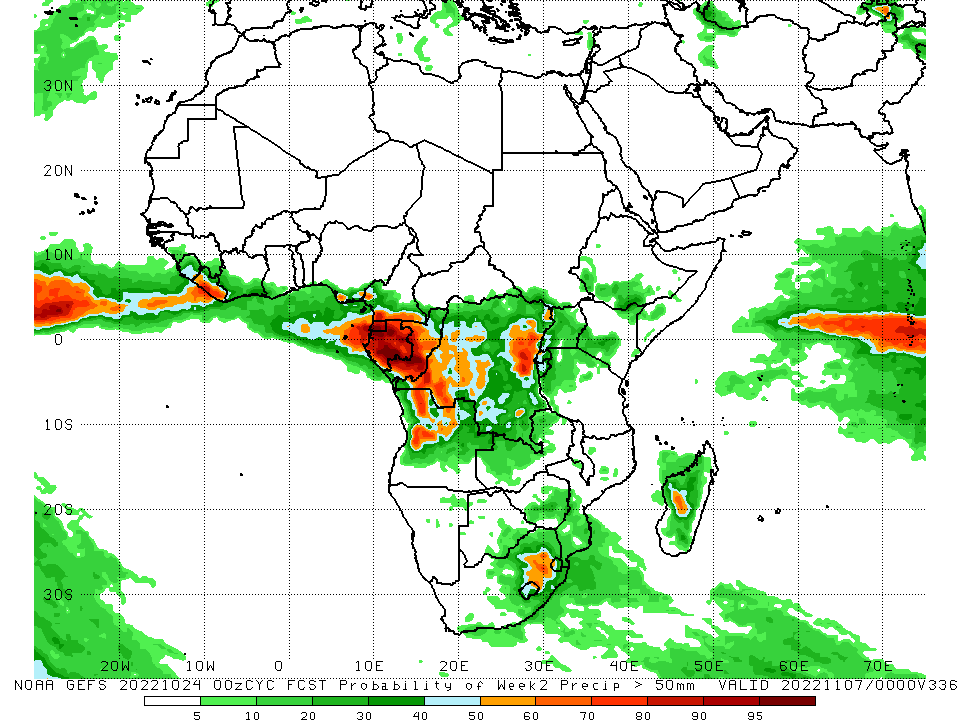 30N
20N
10N
0
10S
20S
30S
20W 10W 0 10E 20E 30E 40E 50E 60E 70E
NOAA GEFS 20221024 00zCYC FCST Probability of Week2 Precip > 50mm VALID 20221107/0000V336
5 10 20 30 40 50 60 70 80 90 95